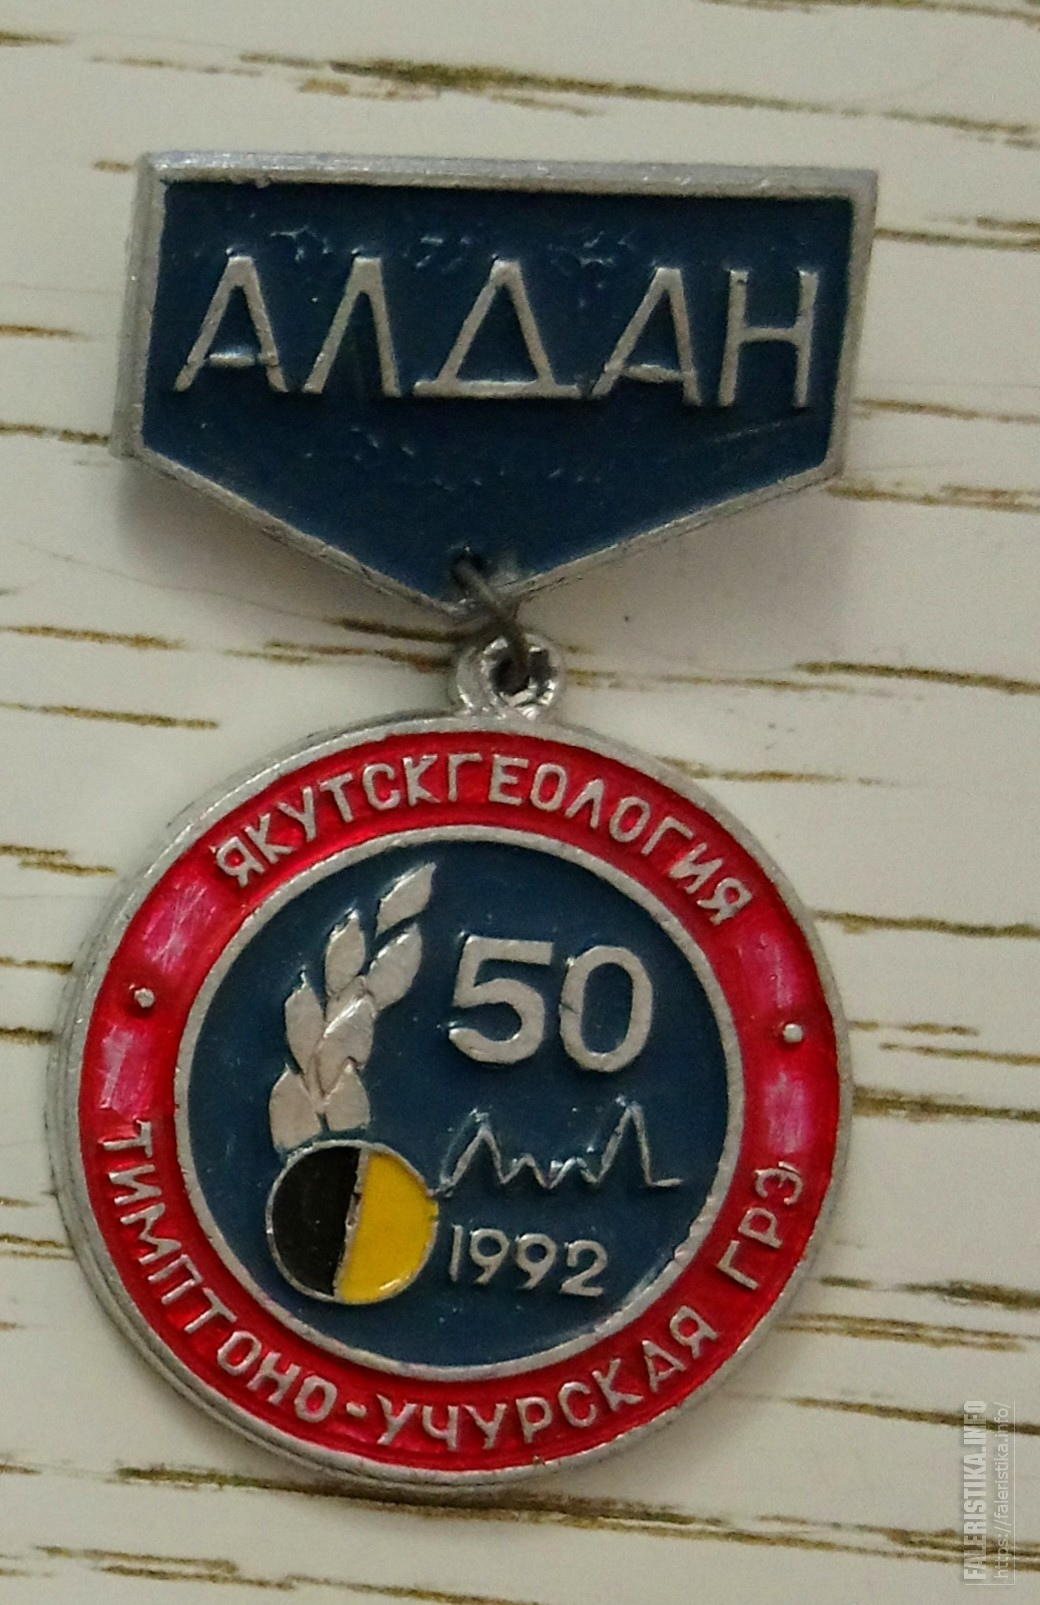 АЛДАН
ЯКУТСКГЕОЛОГИЯ
50
1992
ТИМПТОНО-УЧУРСКАЯ ГРЭ
FALERISTIKA.INFO
https://faleristika.info/